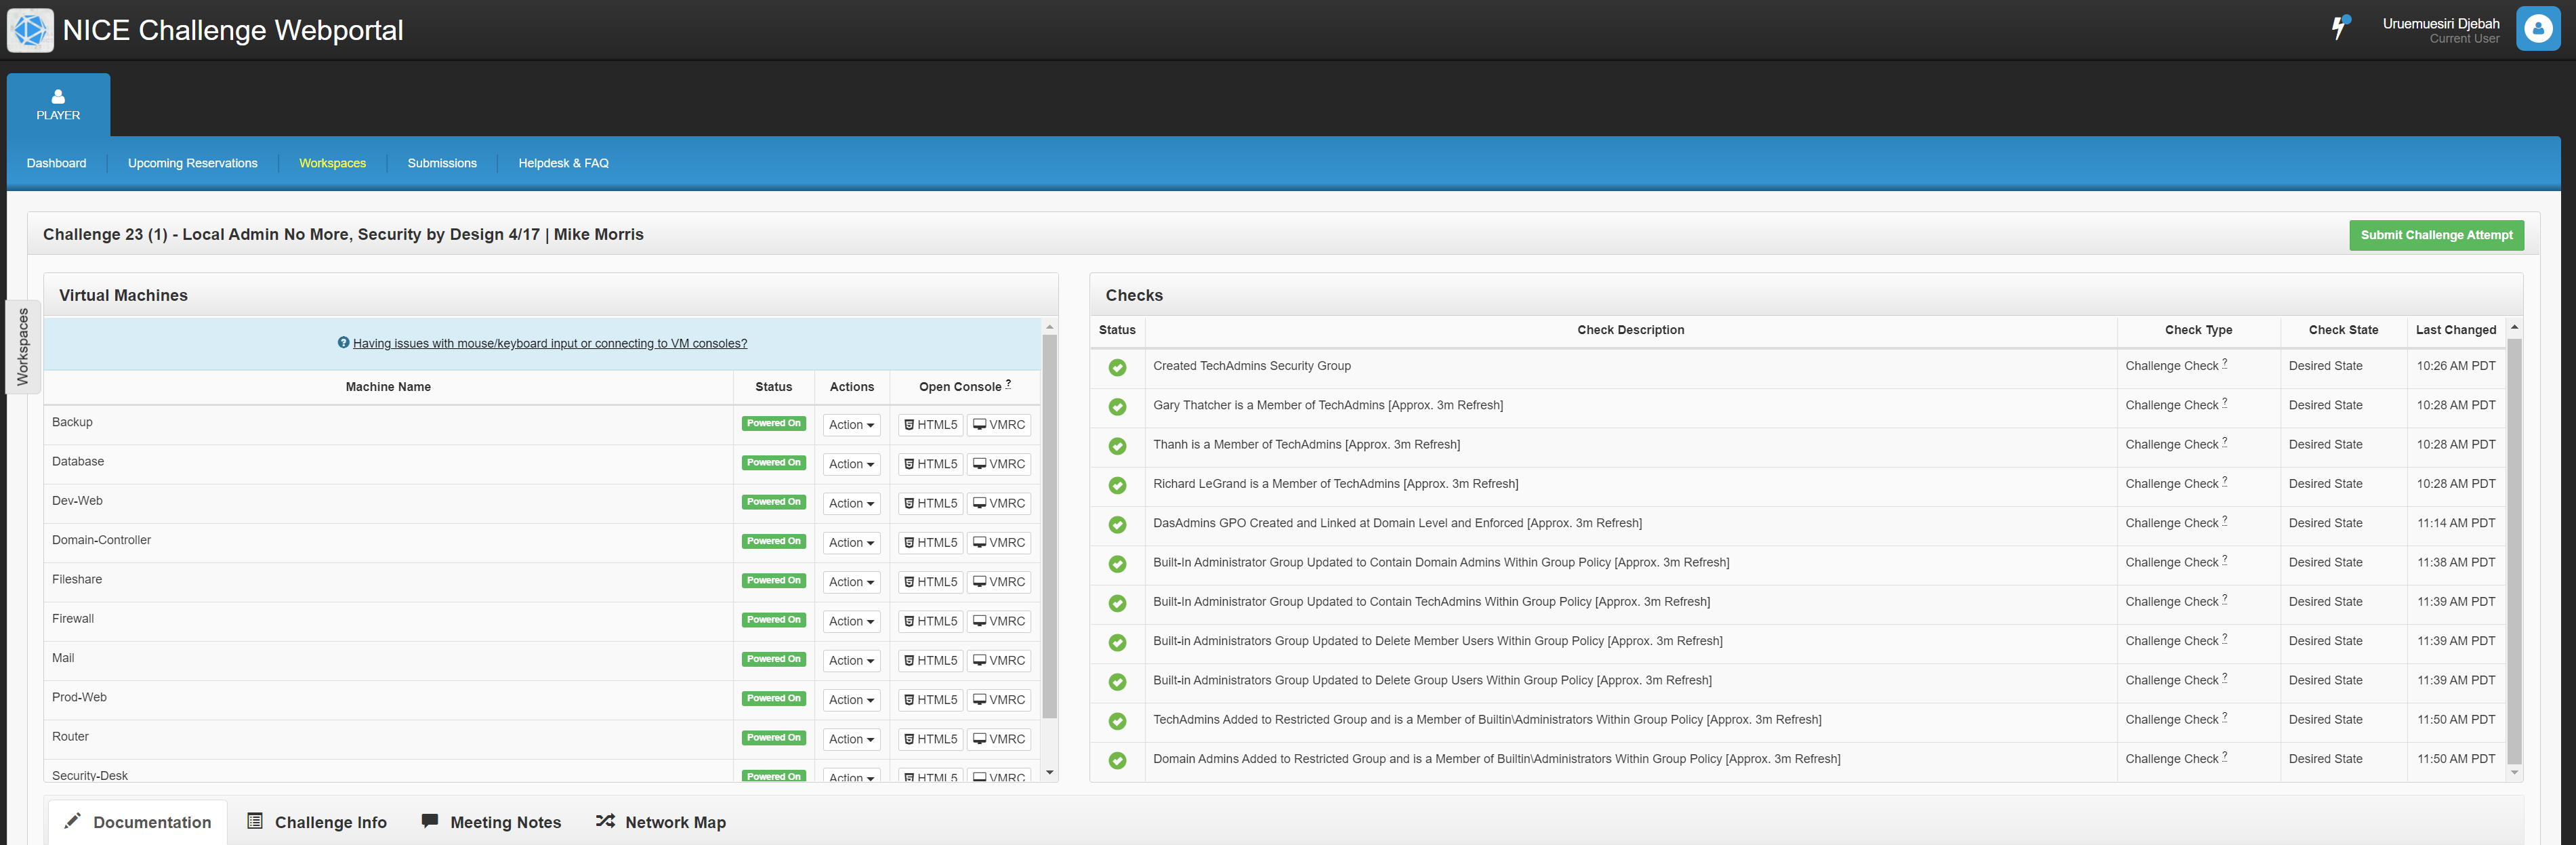 NICE Challenge Webportal
Uruemuesiri Djebah
Current User
PLAYER
Dashboard
Upcoming Reservations
Workspaces
Submissions
Helpdesk & FAQ
Challenge 23 (1) - Local Admin No More, Security by Design 4/17 | Mike Morris
Submit Challenge Attempt
Workspaces
Virtual Machines
Having issues with mouse/keyboard input or connecting to VM consoles?
Machine Name Status Actions Open Console ?
Backup Powered On Action HTML5 VMRC
Database Powered On Action HTML5 VMRC
Dev-Web Powered On Action HTML5 VMRC
Domain-Controller Powered On Action HTML5 VMRC
Fileshare Powered On Action HTML5 VMRC
Firewall Powered On Action HTML5 VMRC
Mail Powered On Action HTML5 VMRC
Prod-Web Powered On Action HTML5 VMRC
Router Powered On Action HTML5 VMRC
Security-Desk Powered On Action HTML5 VMRC
Checks
Status Check Description Check Type Check State Last Changed
Created TechAdmins Security Group Challenge Check ? Desired State 10:26 AM PDT
Gary Thatcher is a Member of TechAdmins [Approx. 3m Refresh] Challenge Check ? Desired State 10:28 AM PDT
Thanh is a Member of TechAdmins [Approx. 3m Refresh] Challenge Check ? Desired State 10:28 AM PDT
Richard LeGrand is a Member of TechAdmins [Approx. 3m Refresh] Challenge Check ? Desired State 10:28 AM PDT
DasAdmins GPO Created and Linked at Domain Level and Enforced [Approx. 3m Refresh] Challenge Check ? Desired State 11:14 AM PDT
Built-In Administrator Group Updated to Contain Domain Admins Within Group Policy [Approx. 3m Refresh] Challenge Check ? Desired State 11:38 AM PDT
Built-In Administrator Group Updated to Contain TechAdmins Within Group Policy [Approx. 3m Refresh] Challenge Check ? Desired State 11:39 AM PDT
Built-in Administrators Group Updated to Delete Member Users Within Group Policy [Approx. 3m Refresh] Challenge Check ? Desired State 11:39 AM PDT
Built-in Administrators Group Updated to Delete Group Users Within Group Policy [Approx. 3m Refresh] Challenge Check ? Desired State 11:39 AM PDT
TechAdmins Added to Restricted Group and is a Member of Builtin\Administrators Within Group Policy [Approx. 3m Refresh] Challenge Check ? Desired State 11:50 AM PDT
Domain Admins Added to Restricted Group and is a Member of Builtin\Administrators Within Group Policy [Approx. 3m Refresh] Challenge Check ? Desired State 11:50 AM PDT
Documentation
Challenge Info
Meeting Notes
Network Map